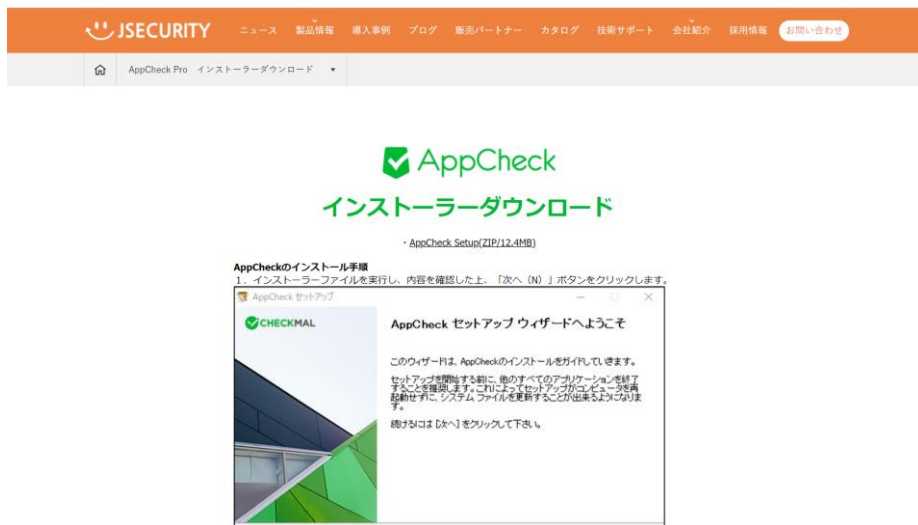 JSECURITY
ニュース 製品情報 導入事例 ブログ 販売パートナー カタログ 技術サポート 会社紹介 採用情報 お問い合わせ
AppCheck Pro インストーラーダウンロード
AppCheck
インストーラーダウンロード
・AppCheck Setup(ZIP/12.4MB)
AppCheckのインストール手順
1．インストーラーファイルを実行し、内容を確認した上、「次へ（N）」ボタンをクリックします。
AppCheck セットアップ
CHECKMAL
AppCheck セットアップ ウィザードへようこそ
このウィザードは、AppCheckのインストールをガイドしていきます。
セットアップを開始する前に、他のすべてのアプリケーションを終了
することを推奨します。これによってセットアップがコンピュータを再
起動せずに、システム ファイルを更新することが出来るようになりま
す。
続けるには [次へ] をクリックして下さい。